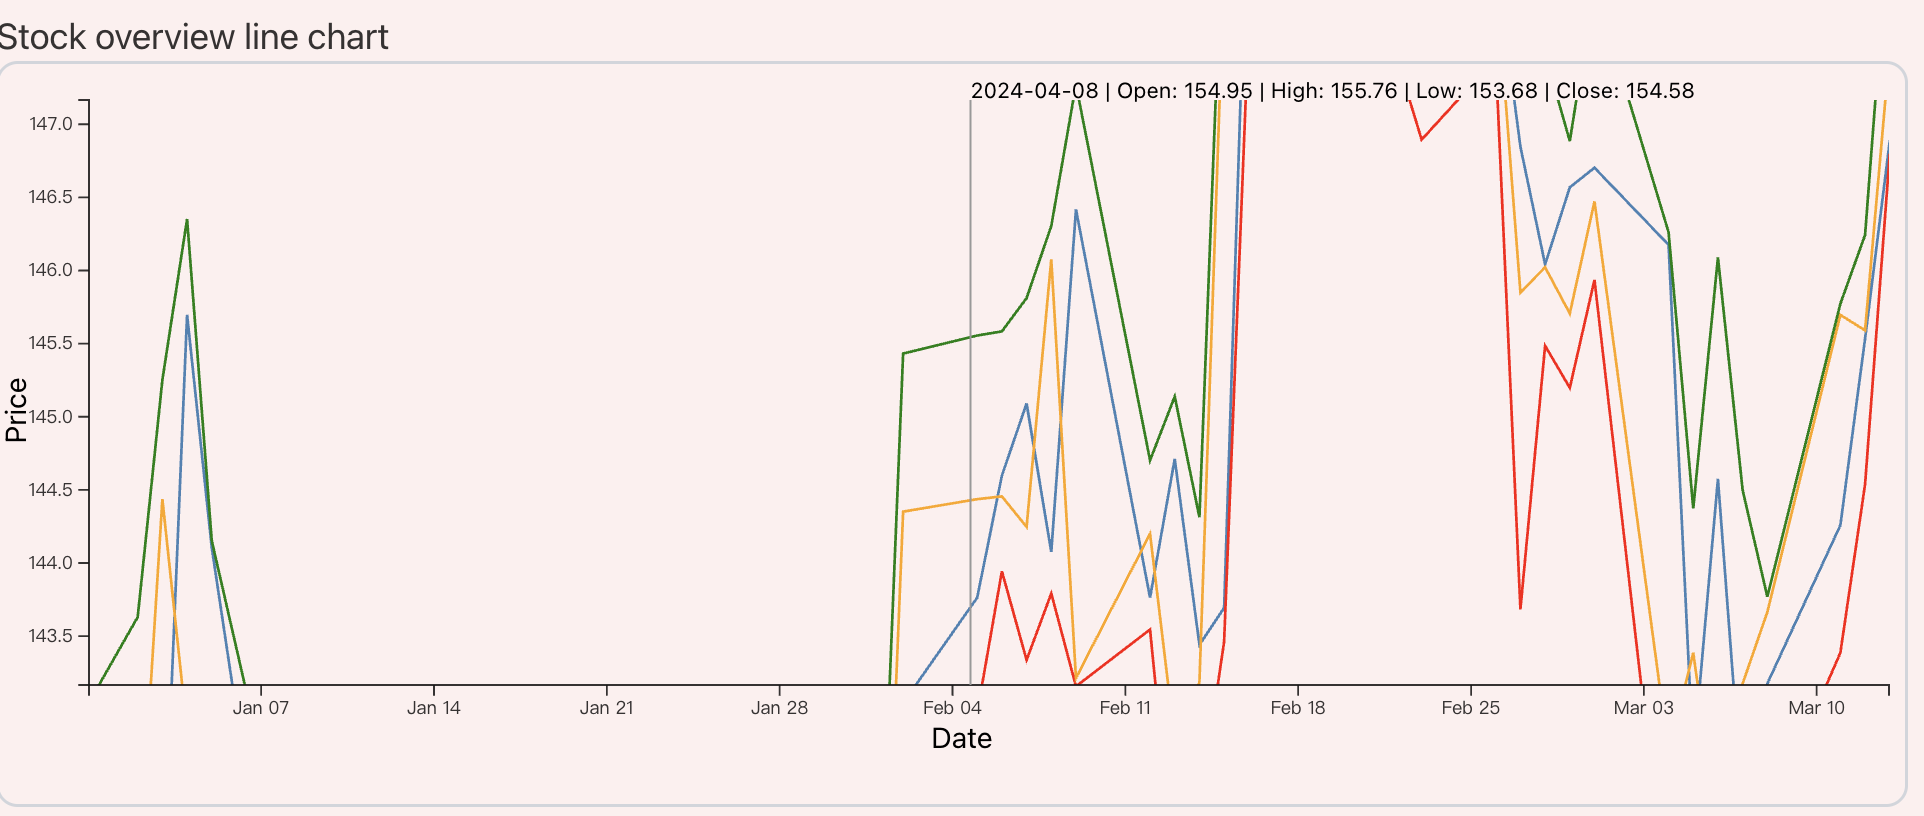 Stock overview line chart
2024-04-08 | Open: 154.95 | High: 155.76 | Low: 153.68 | Close: 154.58
147.0
146.5
146.0
145.5
145.0
144.5
144.0
143.5
Price
Jan 07 Jan 14 Jan 21 Jan 28 Feb 04 Feb 11 Feb 18 Feb 25 Mar 03 Mar 10
Date